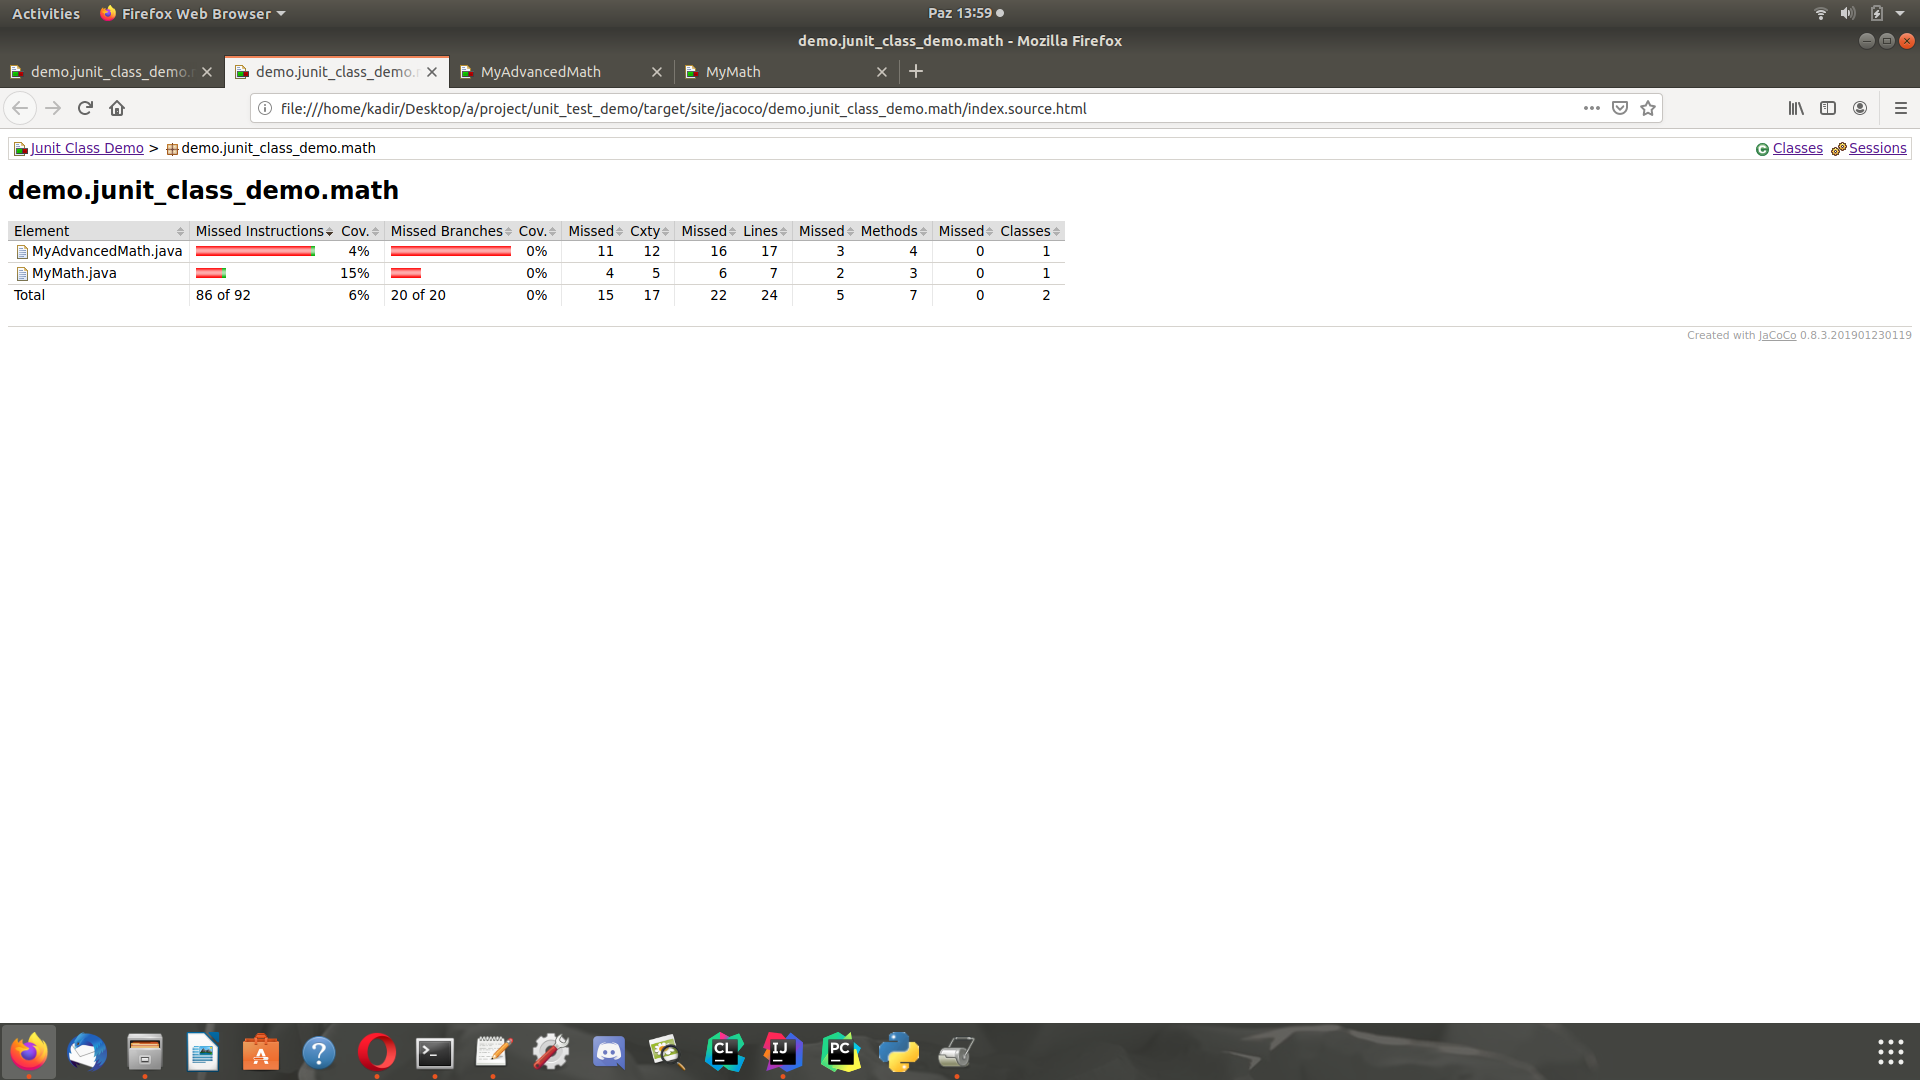 Activities Firefox Web Browser Paz 13:59
demo.junit_class_demo.math - Mozilla Firefox
demo.junit_class_demo. demo.junit_class_demo. MyAdvancedMath MyMath
file:///home/kadir/Desktop/a/project/unit_test_demo/target/site/jacoco/demo.junit_class_demo.math/index.source.html
Junit Class Demo > demo.junit_class_demo.math Classes Sessions
demo.junit_class_demo.math
Element Missed Instructions Cov. Missed Branches Cov. Missed Cxty Missed Lines Missed Methods Missed Classes
MyAdvancedMath.java 4% 0% 11 12 16 17 3 4 0 1
MyMath.java 15% 0% 4 5 6 7 2 3 0 1
Total 86 of 92 6% 20 of 20 0% 15 17 22 24 5 7 0 2
Created with JaCoCo 0.8.3.201901230119
CL IJ PC